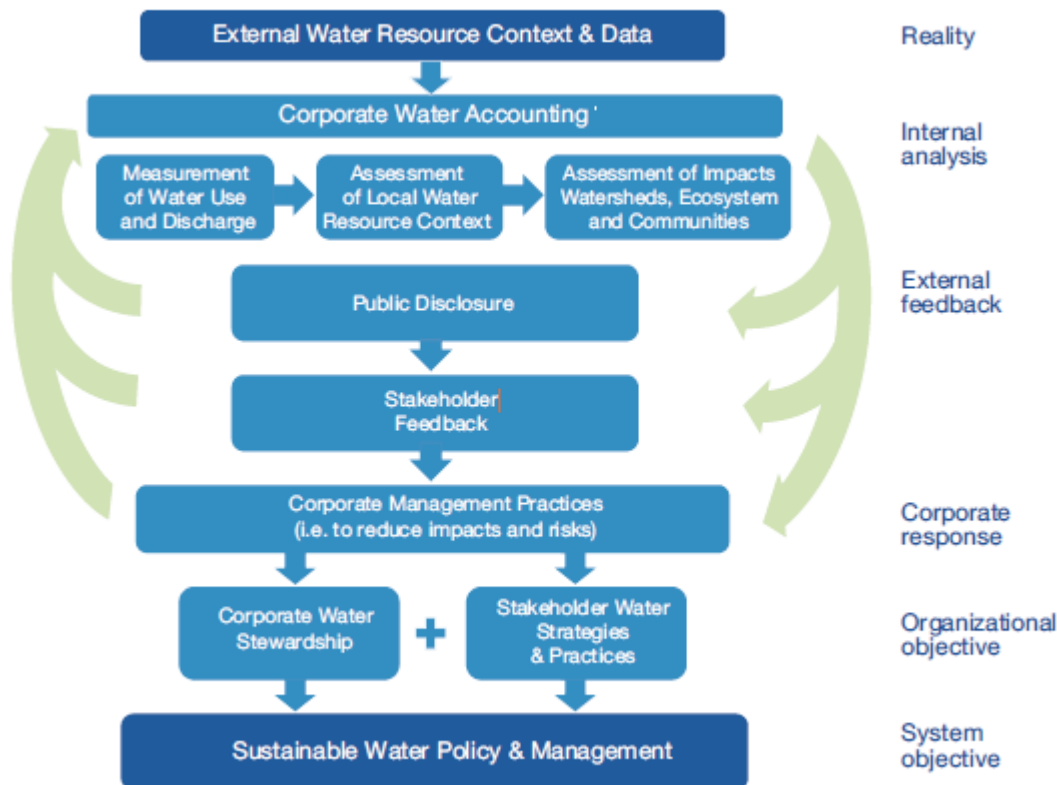 External Water Resource Context & Data
Reality
Corporate Water Accounting
Internal
analysis
Measurement
of Water Use
and Discharge
Assessment
of Local Water
Resource Context
Assessment of Impacts
Watersheds, Ecosystem
and Communities
External
feedback
Public Disclosure
Stakeholder
Feedback
Corporate Management Practices
(i.e. to reduce impacts and risks)
Corporate
response
Corporate Water
Stewardship
+
Stakeholder Water
Strategies
& Practices
Organizational
objective
Sustainable Water Policy & Management
System
objective